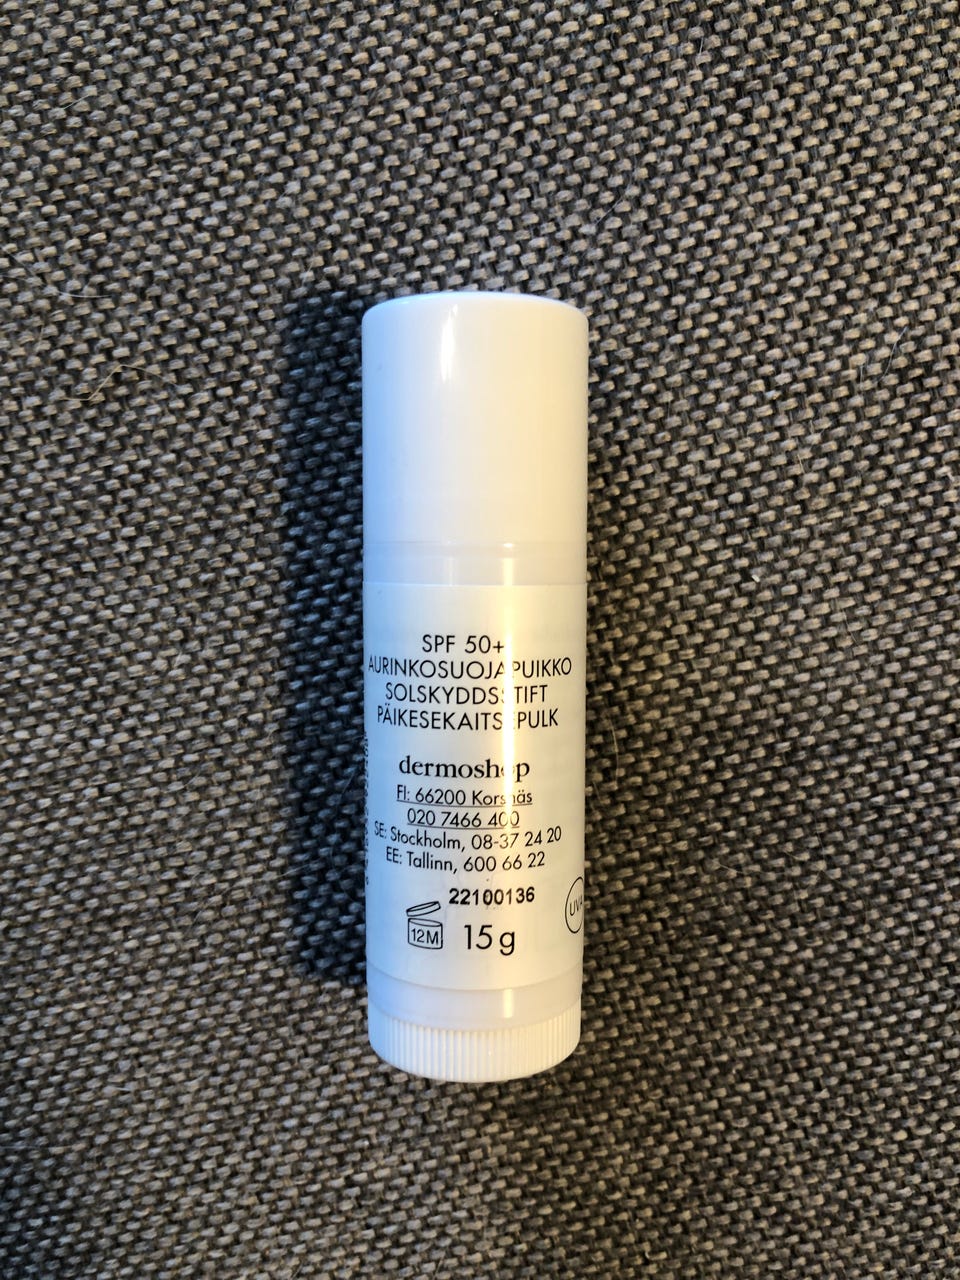 SPF 50+
AURINKOSUOJAPUIKKO
SOLSKYDDSSTIFT
PÄIKESEKAITSEPULK
dermoshop
FI: 66200 Korsnäs
020 7466 400
SE: Stockholm, 08-37 24 20
EE: Tallinn, 600 66 22
22100136
UVA
12M 15 g